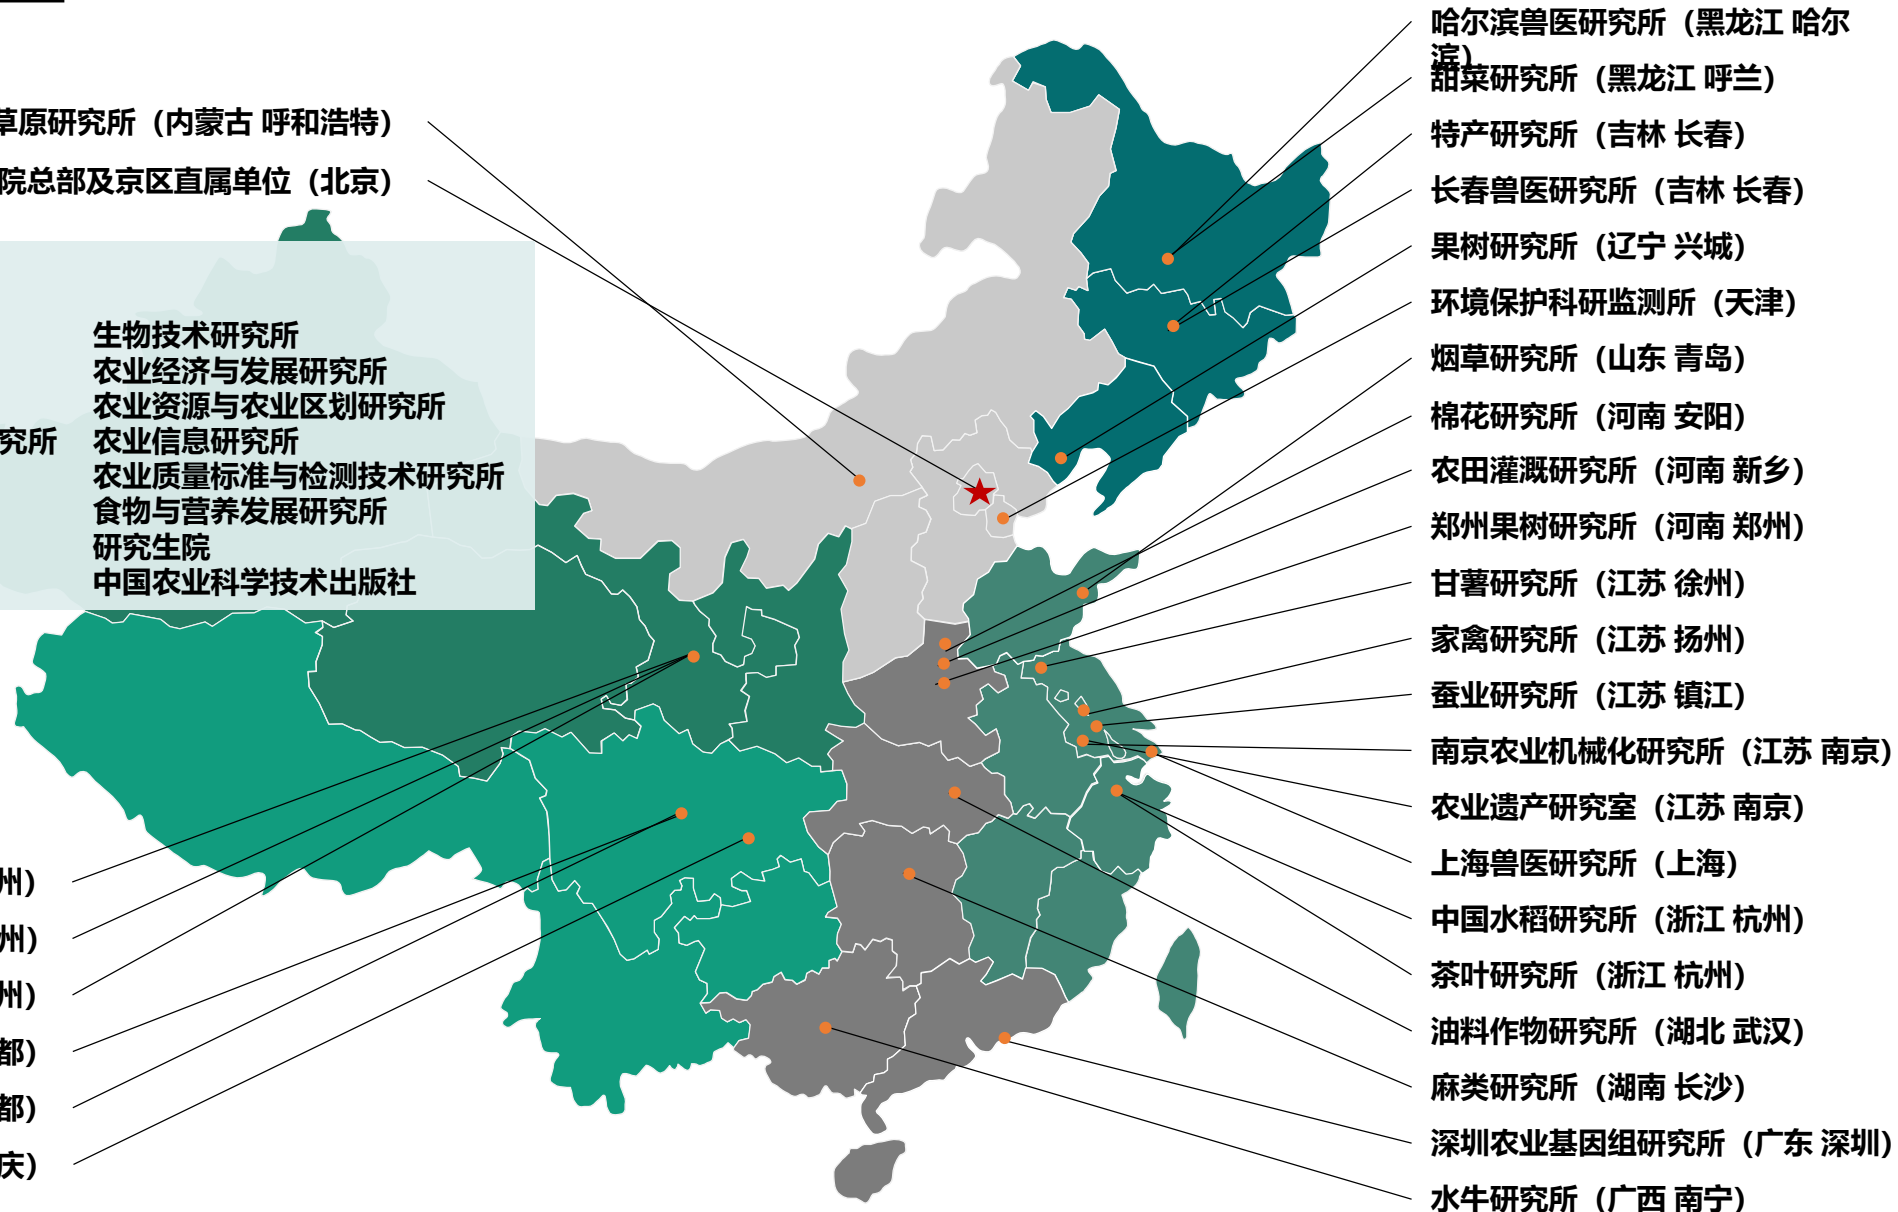 草原研究所（内蒙古 呼和浩特）
院总部及京区直属单位（北京）
生物技术研究所
农业经济与发展研究所
农业资源与农业区划研究所
究所 农业信息研究所
农业质量标准与检测技术研究所
食物与营养发展研究所
研究生院
中国农业科学技术出版社
州）
州）
州）
都）
都）
庆）
哈尔滨兽医研究所（黑龙江 哈尔
滨）
甜菜研究所（黑龙江 呼兰）
特产研究所（吉林 长春）
长春兽医研究所（吉林 长春）
果树研究所（辽宁 兴城）
环境保护科研监测所（天津）
烟草研究所（山东 青岛）
棉花研究所（河南 安阳）
农田灌溉研究所（河南 新乡）
郑州果树研究所（河南 郑州）
甘薯研究所（江苏 徐州）
家禽研究所（江苏 扬州）
蚕业研究所（江苏 镇江）
南京农业机械化研究所（江苏 南京）
农业遗产研究室（江苏 南京）
上海兽医研究所（上海）
中国水稻研究所（浙江 杭州）
茶叶研究所（浙江 杭州）
油料作物研究所（湖北 武汉）
麻类研究所（湖南 长沙）
深圳农业基因组研究所（广东 深圳）
水牛研究所（广西 南宁）